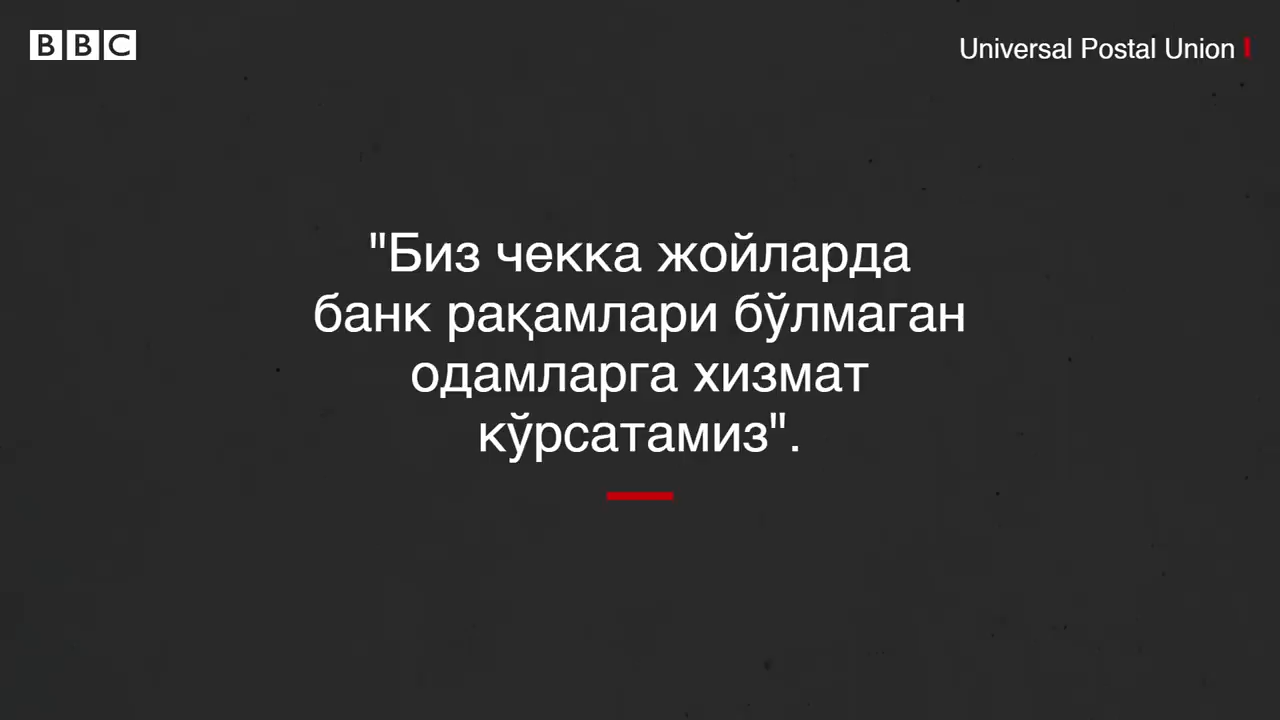 BBC
Universal Postal Union
"Биз чекка жойларда
банк рақамлари бўлмаган
одамларга хизмат
кўрсатамиз".